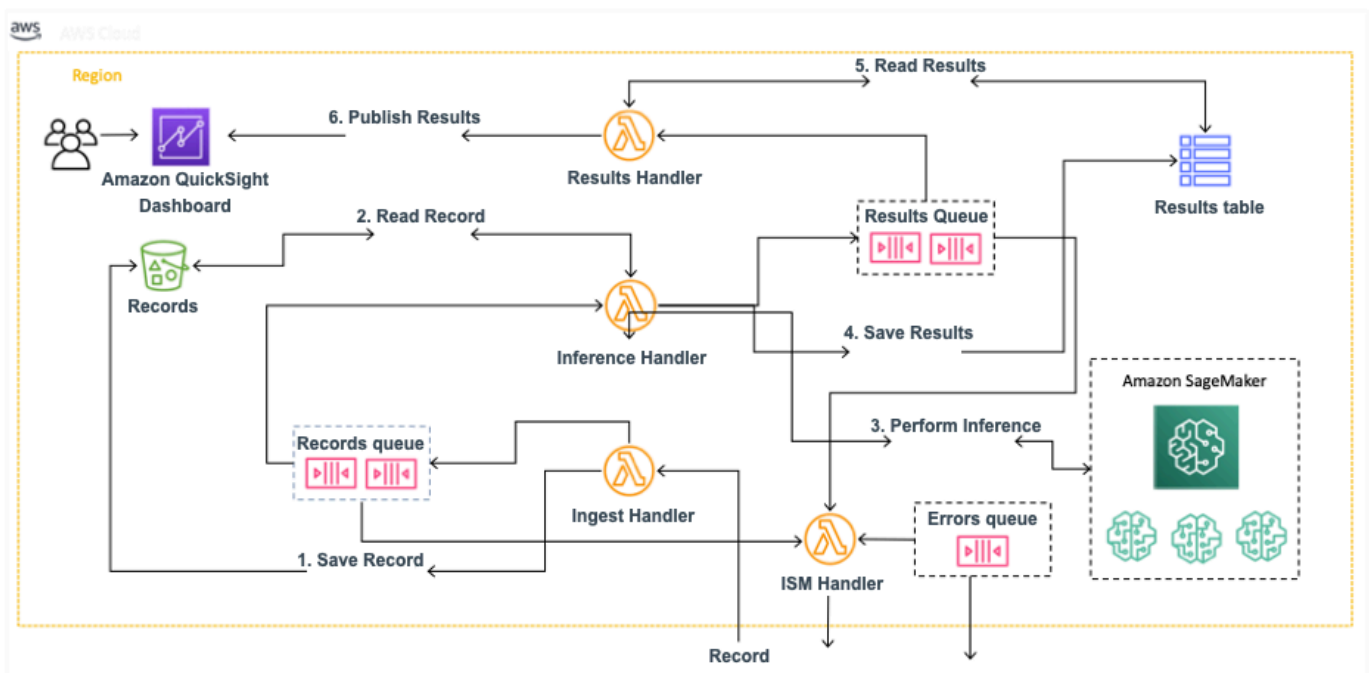 aws
AWS Cloud
Region
5. Read Results
6. Publish Results
Amazon QuickSight
Dashboard
Results Handler
Results table
2. Read Record
Results Queue
Records
Inference Handler
4. Save Results
Amazon SageMaker
3. Perform Inference
Records queue
Ingest Handler
Errors queue
1. Save Record
ISM Handler
Record